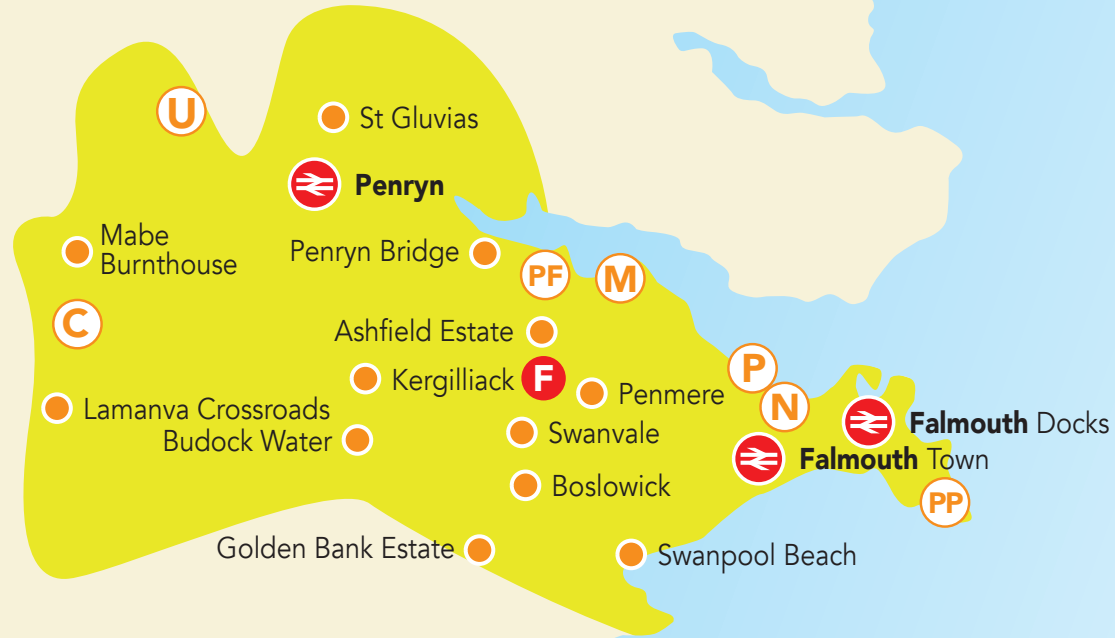 U
St Gluvias
Penryn
Mabe
Burnthouse
Penryn Bridge
PF
M
C
Ashfield Estate
Kergilliack
F
P
Penmere
N
Lamanva Crossroads
Falmouth Docks
Budock Water
Swanvale
Falmouth Town
Boslowick
PP
Golden Bank Estate
Swanpool Beach